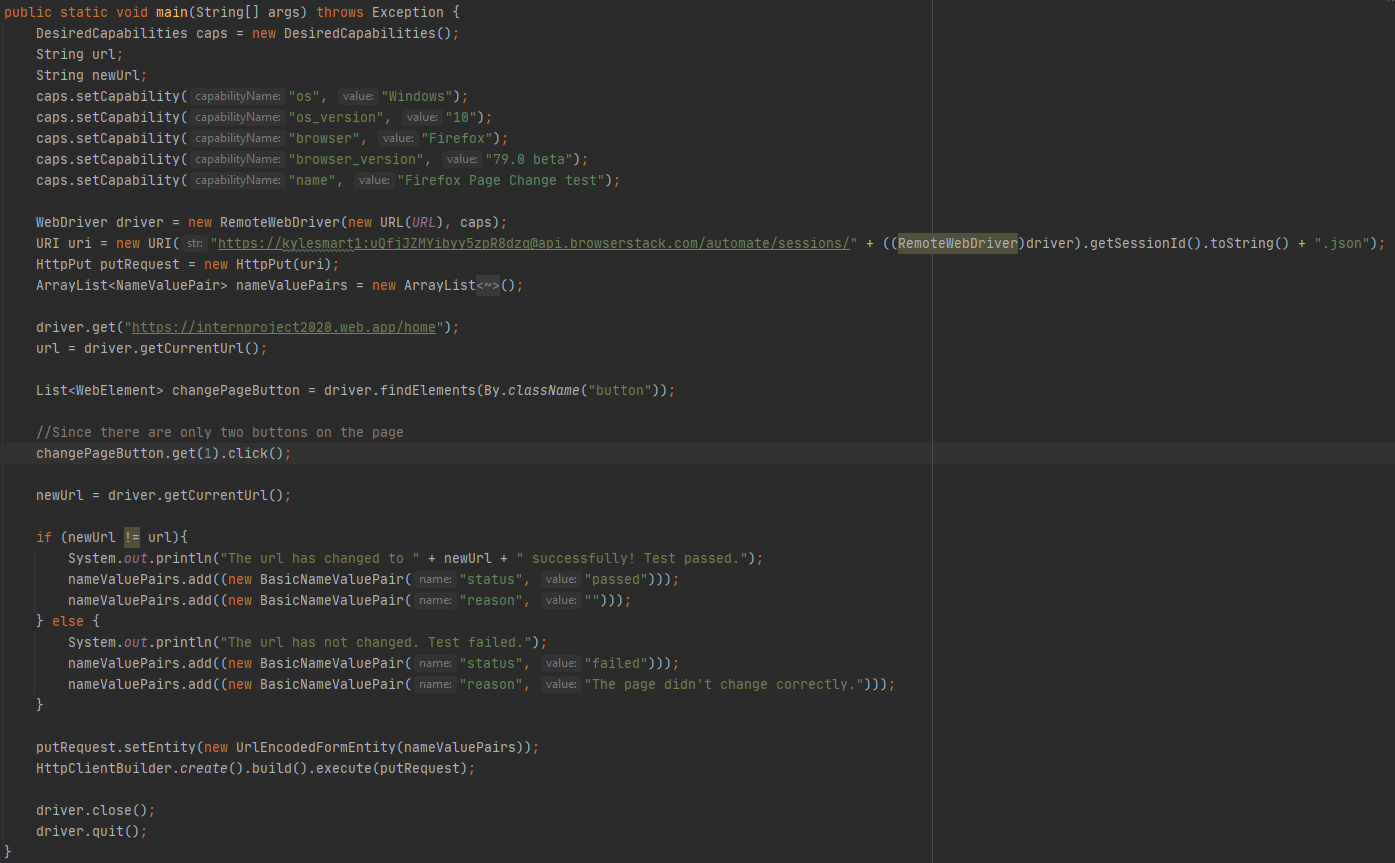 public static void main(String[] args) throws Exception {
    DesiredCapabilities caps = new DesiredCapabilities();
    String url;
    String newUrl;
    caps.setCapability( capabilityName: "os",  value: "Windows");
    caps.setCapability( capabilityName: "os_version",  value: "10");
    caps.setCapability( capabilityName: "browser",  value: "Firefox");
    caps.setCapability( capabilityName: "browser_version",  value: "79.0 beta");
    caps.setCapability( capabilityName: "name",  value: "Firefox Page Change test");

    WebDriver driver = new RemoteWebDriver(new URL(URL), caps);
    URI uri = new URI( str: "https://kylesmart1:uQfjJZMYibyy5zpR8dzq@api.browserstack.com/automate/sessions/" + ((RemoteWebDriver)driver).getSessionId().toString() + ".json");
    HttpPut putRequest = new HttpPut(uri);
    ArrayList<NameValuePair> nameValuePairs = new ArrayList<~>();

    driver.get("https://internproject2020.web.app/home");
    url = driver.getCurrentUrl();

    List<WebElement> changePageButton = driver.findElements(By.className("button"));

    //Since there are only two buttons on the page
    changePageButton.get(1).click();

    newUrl = driver.getCurrentUrl();

    if (newUrl != url){
        System.out.println("The url has changed to " + newUrl + " successfully! Test passed.");
        nameValuePairs.add((new BasicNameValuePair( name: "status",  value: "passed")));
        nameValuePairs.add((new BasicNameValuePair( name: "reason",  value: "")));
    } else {
        System.out.println("The url has not changed. Test failed.");
        nameValuePairs.add((new BasicNameValuePair( name: "status",  value: "failed")));
        nameValuePairs.add((new BasicNameValuePair( name: "reason",  value: "The page didn't change correctly.")));
    }

    putRequest.setEntity(new UrlEncodedFormEntity(nameValuePairs));
    HttpClientBuilder.create().build().execute(putRequest);

    driver.close();
    driver.quit();
}